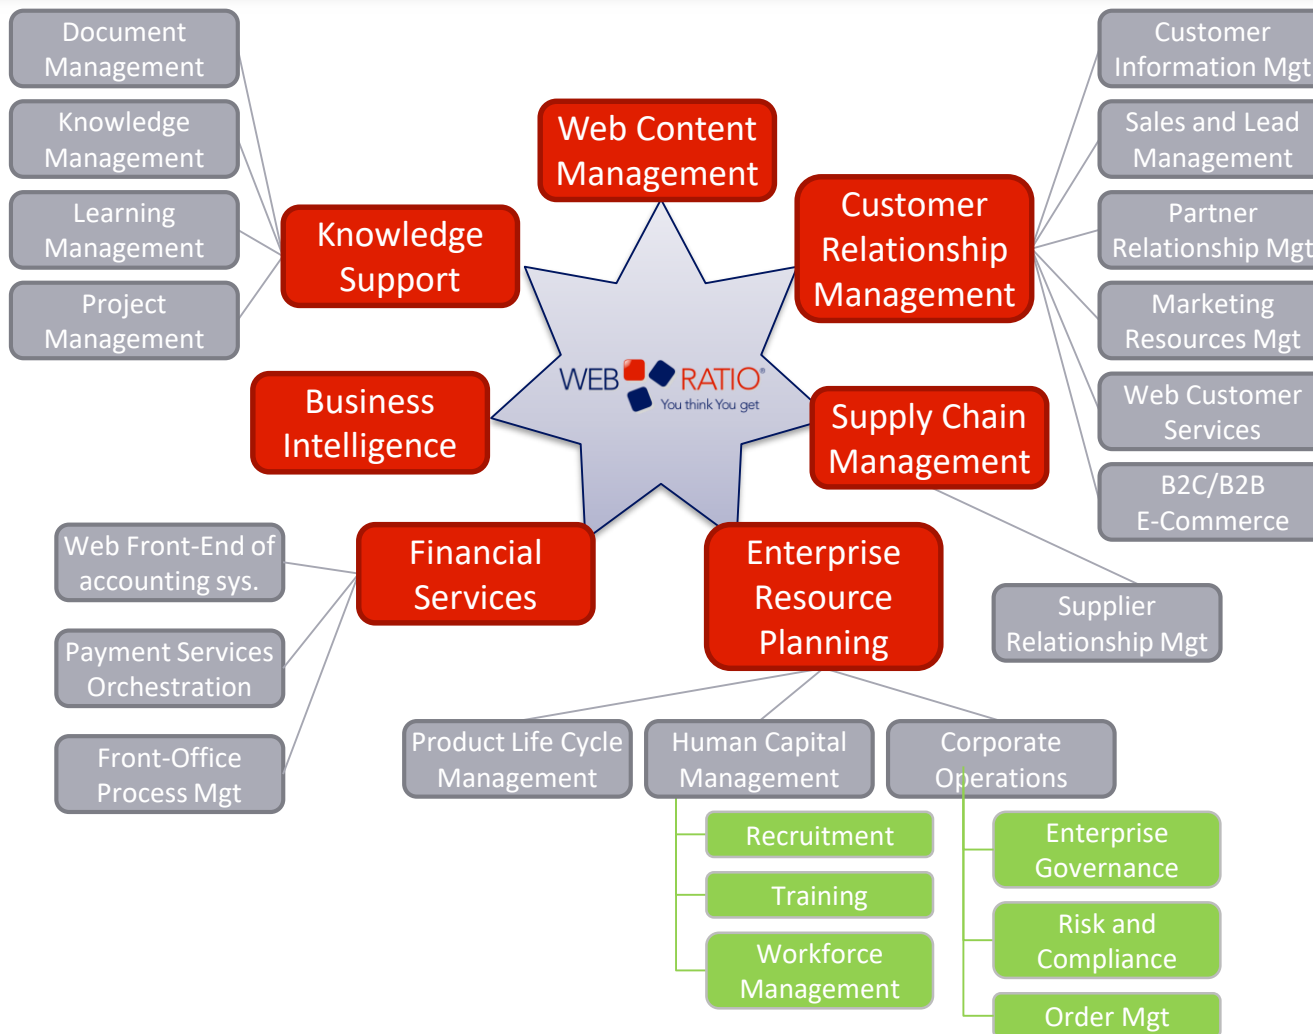 Document
Management
Knowledge
Management
Learning
Management
Project
Management
Knowledge
Support
Web Content
Management
Customer
Relationship
Management
Customer
Information Mgt
Sales and Lead
Management
Partner
Relationship Mgt
Marketing
Resources Mgt
Web Customer
Services
B2C/B2B
E-Commerce
WEB RATIO®
You think You get
Business
Intelligence
Supply Chain
Management
Supplier
Relationship Mgt
Financial
Services
Web Front-End of
accounting sys.
Payment Services
Orchestration
Front-Office
Process Mgt
Enterprise
Resource
Planning
Product Life Cycle
Management
Human Capital
Management
Corporate
Operations
Recruitment
Training
Workforce
Management
Enterprise
Governance
Risk and
Compliance
Order Mgt